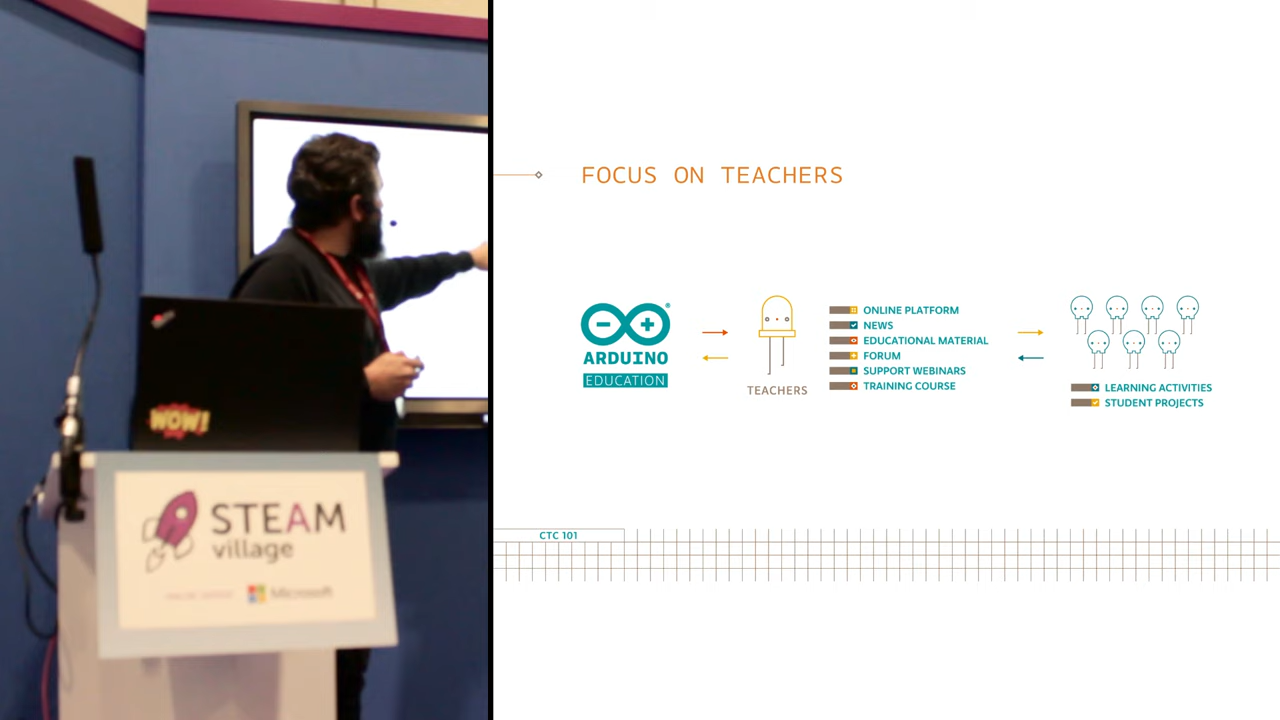 WOW!
STEAM
village
Microsoft
FOCUS ON TEACHERS
ARDUINO
EDUCATION
TEACHERS
ONLINE PLATFORM
NEWS
EDUCATIONAL MATERIAL
FORUM
SUPPORT WEBINARS
TRAINING COURSE
LEARNING ACTIVITIES
STUDENT PROJECTS
CTC 101